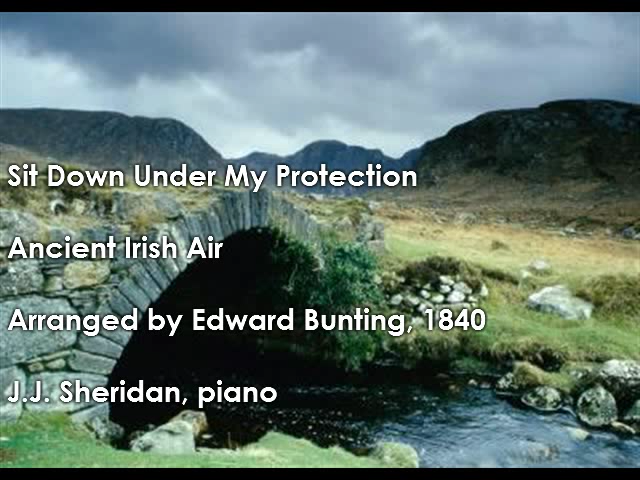 Sit Down Under My Protection
Ancient Irish Air
Arranged by Edward Bunting, 1840
J.J. Sheridan, piano